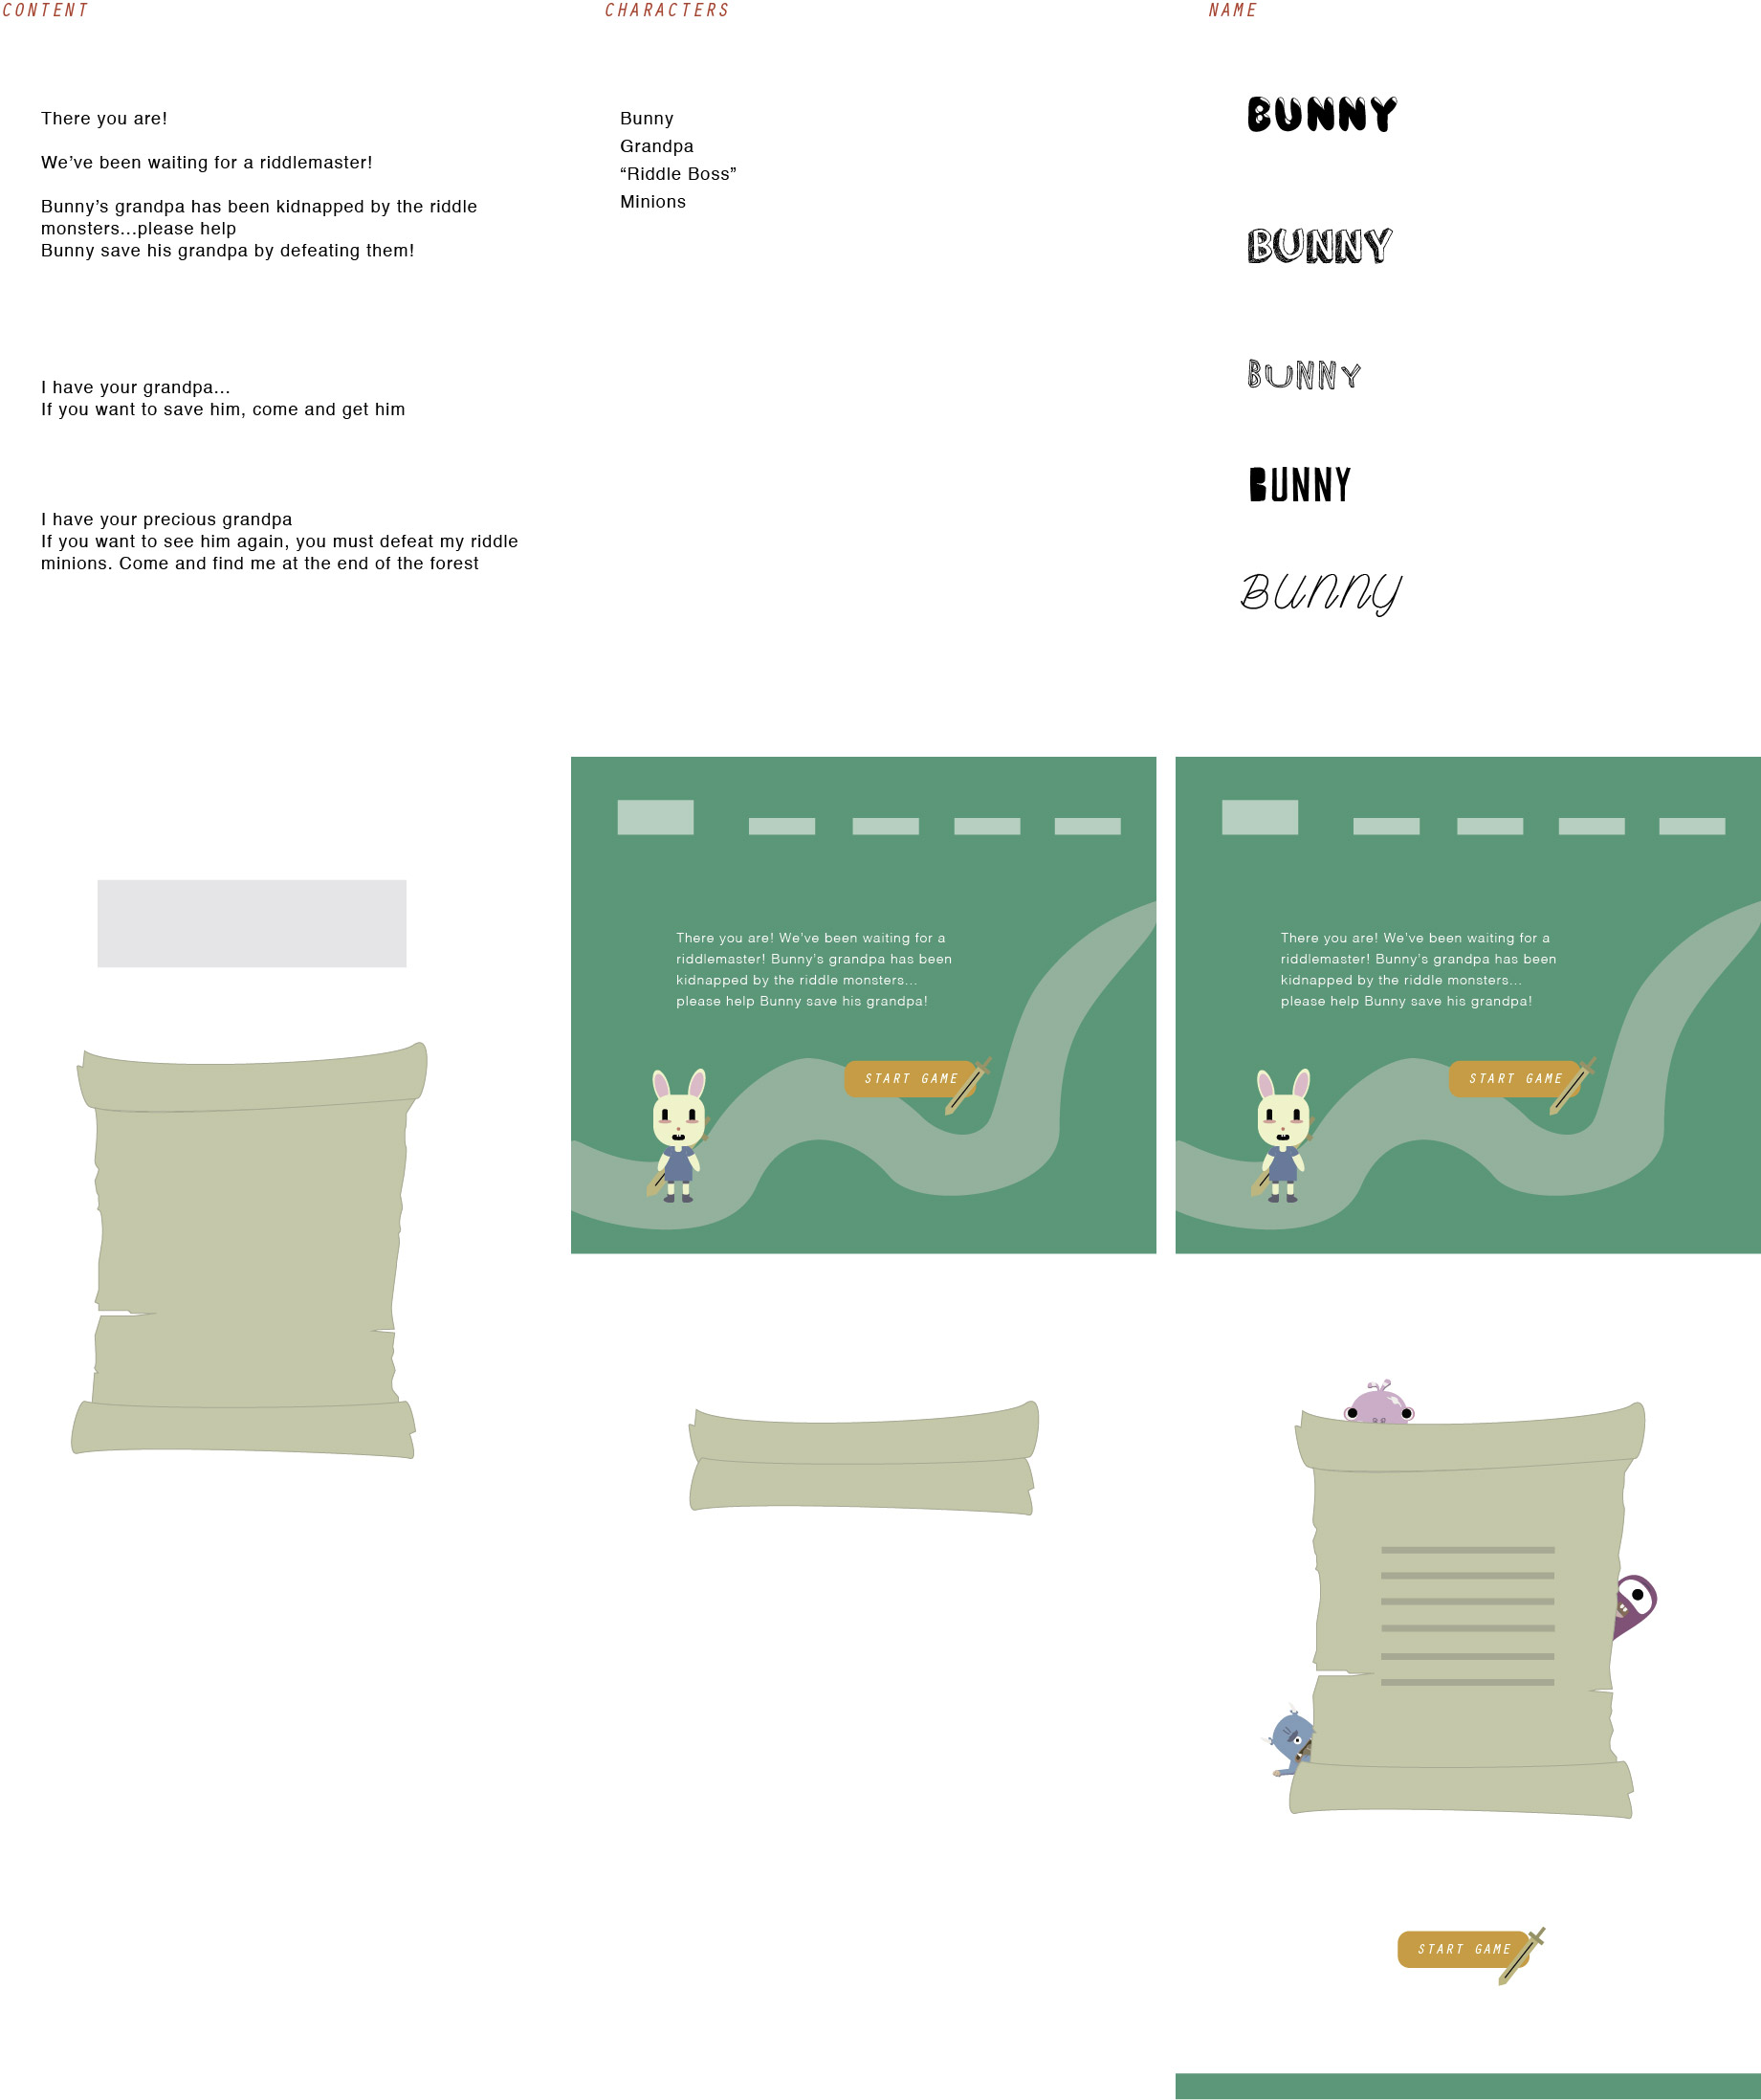 CONTENT
There you are!
We’ve been waiting for a riddlemaster!
Bunny’s grandpa has been kidnapped by the riddle
monsters...please help
Bunny save his grandpa by defeating them!
I have your grandpa...
If you want to save him, come and get him
I have your precious grandpa
If you want to see him again, you must defeat my riddle
minions. Come and find me at the end of the forest
CHARACTERS
Bunny
Grandpa
“Riddle Boss”
Minions
NAME
BUNNY
BUNNY
BUNNY
BUNNY
BUNNY
There you are! We’ve been waiting for a
riddlemaster! Bunny’s grandpa has been
kidnapped by the riddle monsters...
please help Bunny save his grandpa!
START GAME
There you are! We’ve been waiting for a
riddlemaster! Bunny’s grandpa has been
kidnapped by the riddle monsters...
please help Bunny save his grandpa!
START GAME
START GAME